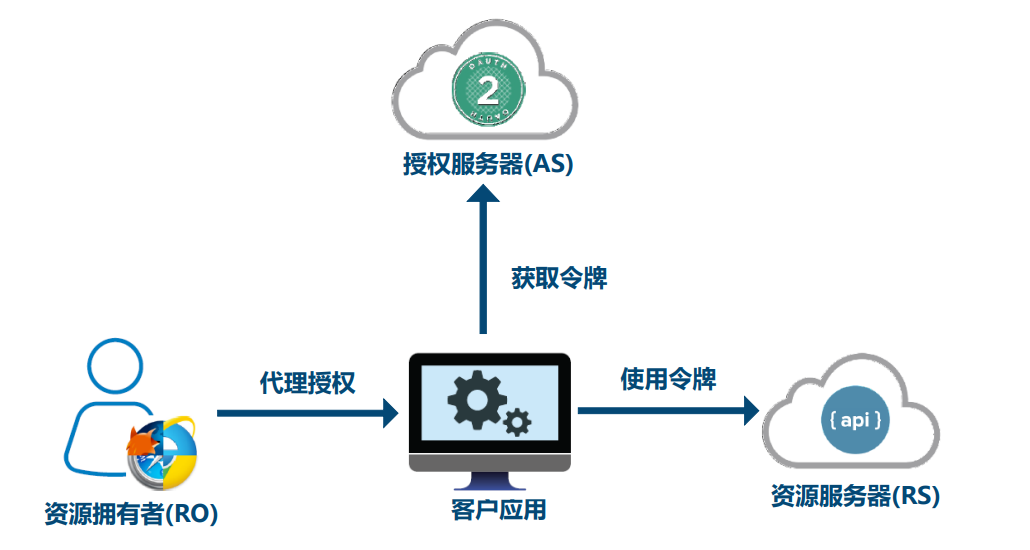 OAUTH
2
OAUTH
授权服务器(AS)
获取令牌
代理授权
使用令牌
{ api }
客户应用
资源拥有者(RO)
资源服务器(RS)